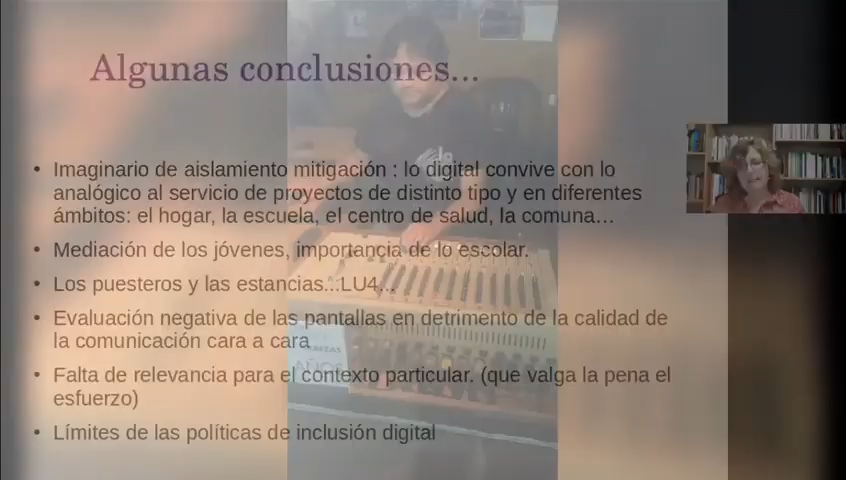 Algunas conclusiones...
• Imaginario de aislamiento mitigación : lo digital convive con lo
analógico al servicio de proyectos de distinto tipo y en diferentes
ámbitos: el hogar, la escuela, el centro de salud, la comuna…
• Mediación de los jóvenes, importancia de lo escolar.
• Los puesteros y las estancias...LU4...
• Evaluación negativa de las pantallas en detrimento de la calidad de
la comunicación cara a cara
• Falta de relevancia para el contexto particular. (que valga la pena el
esfuerzo)
• Límites de las políticas de inclusión digital